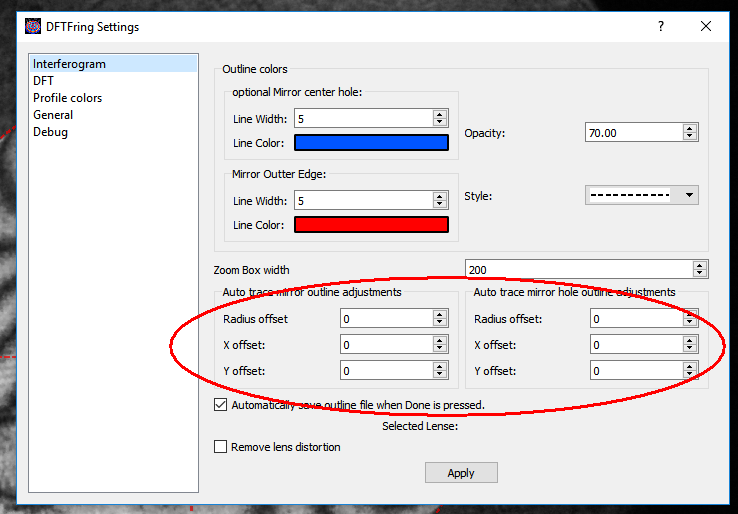 DFTFring Settings
?
Interferogram
DFT
Profile colors
General
Debug
Outline colors
optional Mirror center hole:
Line Width: 5
Line Color:
Opacity: 70.00
Mirror Outter Edge:
Line Width: 5
Line Color:
Style:
Zoom Box width 200
Auto trace mirror outline adjustments
Radius offset 0
X offset: 0
Y offset: 0
Auto trace mirror hole outline adjustments
Radius offset: 0
X offset: 0
Y offset: 0
Automatically save outline file when Done is pressed.
Selected Lense:
Remove lens distortion
Apply